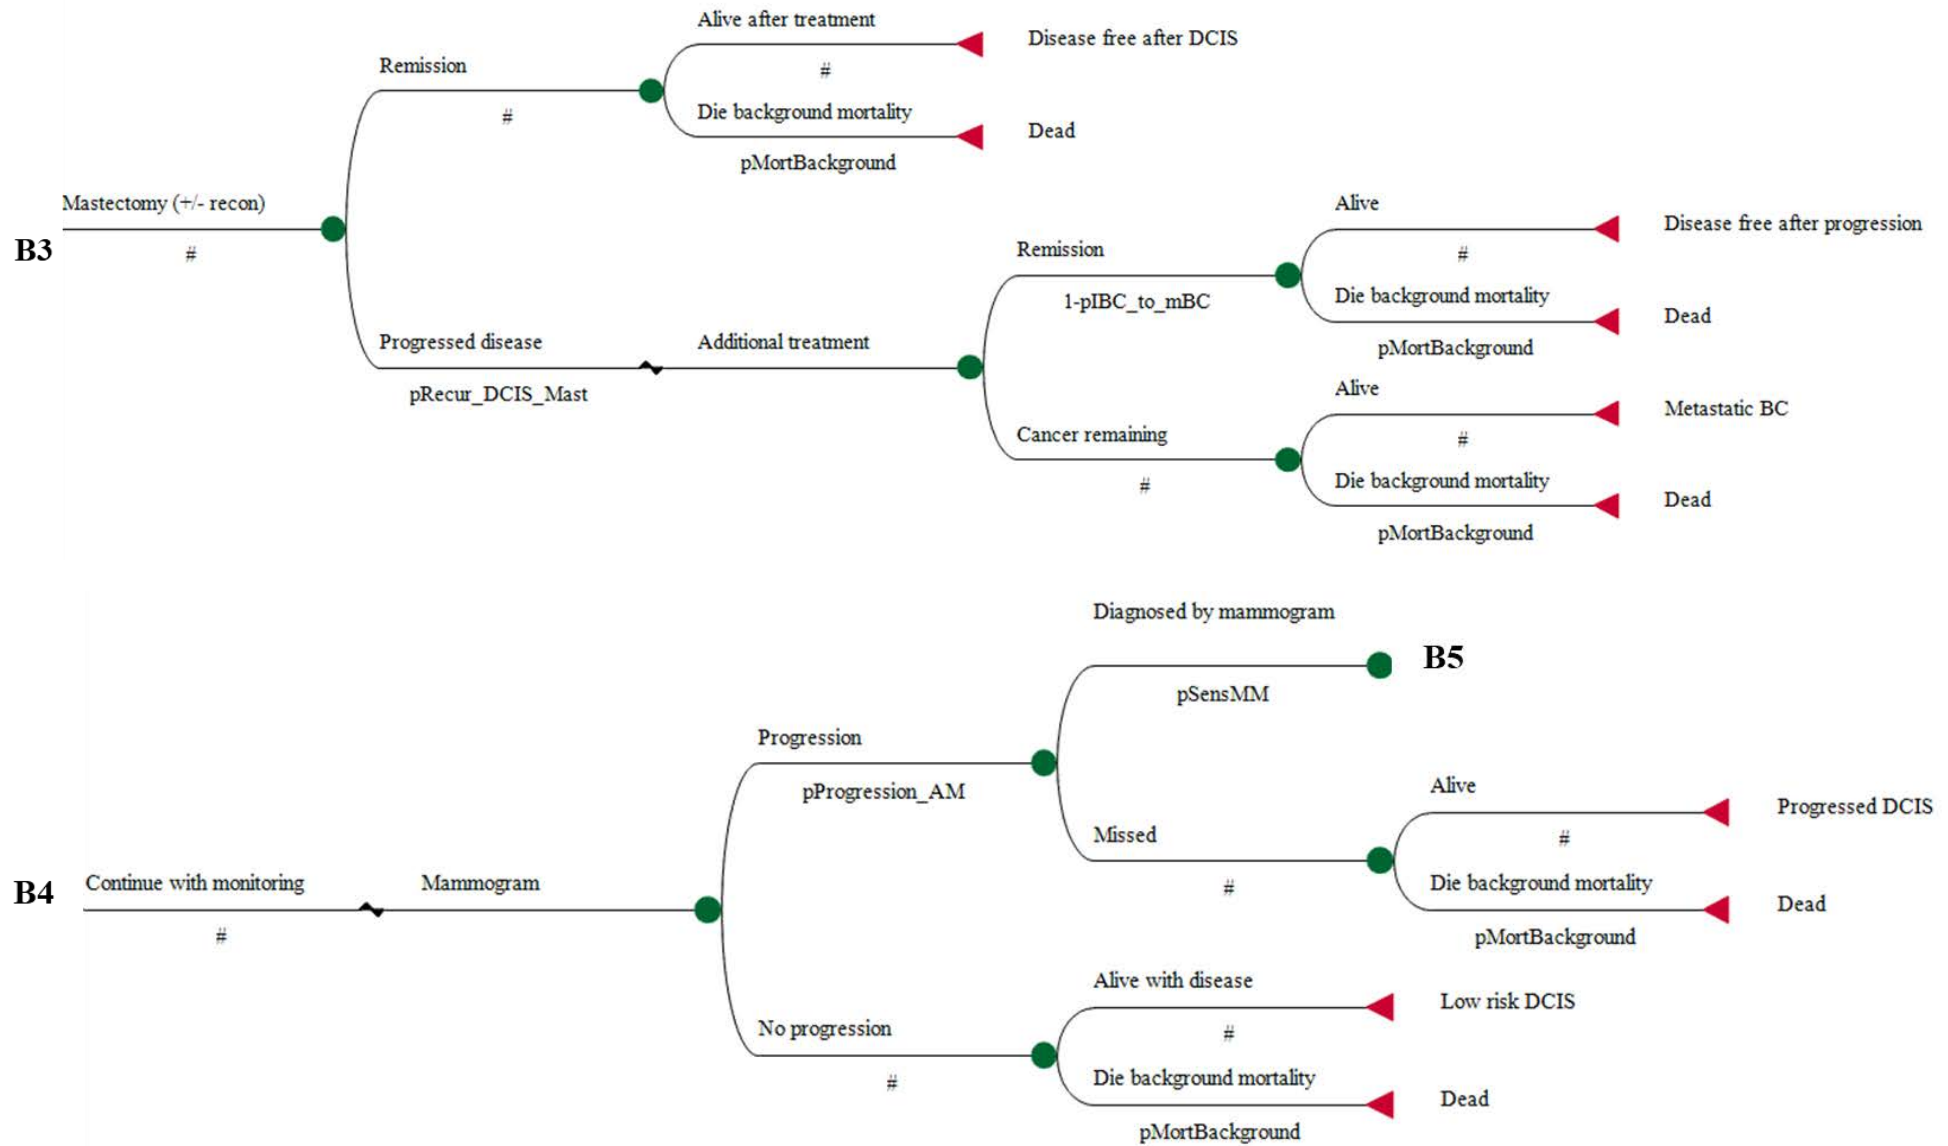 Alive after treatment
Disease free after DCIS
#
Remission
#
Die background mortality
Dead
pMortBackground
Mastectomy (+/- recon)
B3
#
Alive
Disease free after progression
#
Remission
1-pIBC_to_mBC
Die background mortality
Dead
pMortBackground
Progressed disease
Additional treatment
pRecur_DCIS_Mast
Alive
Metastatic BC
#
Cancer remaining
#
Die background mortality
Dead
pMortBackground
Diagnosed by mammogram
B5
pSensMM
Progression
pProgression_AM
Alive
Progressed DCIS
#
Missed
#
Die background mortality
Dead
pMortBackground
B4
Continue with monitoring
Mammogram
#
Alive with disease
Low risk DCIS
#
No progression
#
Die background mortality
Dead
pMortBackground